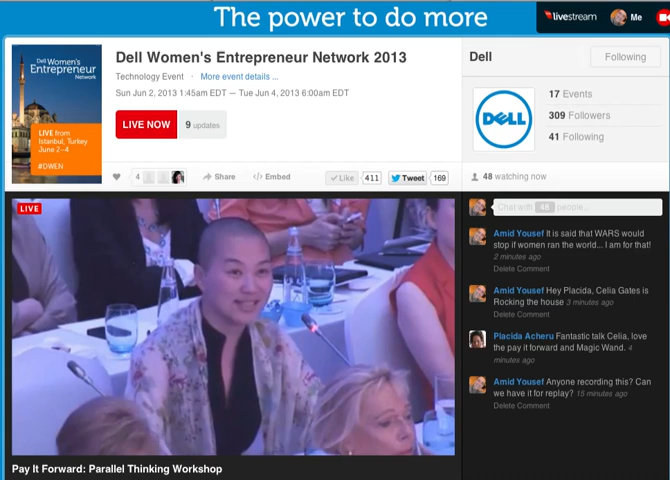 The power to do more
livestream
Me
Dell Women's
Entrepreneur
Network
LIVE from
Istanbul, Turkey
June 2–4
#DWEN
Dell Women's Entrepreneur Network 2013
Technology Event · More event details ...
Sun Jun 2, 2013 1:45am EDT — Tue Jun 4, 2013 6:00am EDT
LIVE NOW
9 updates
4
Share
Embed
Like
411
Tweet
169
Dell
Following
DELL
17 Events
309 Followers
41 Following
48 watching now
Chat with 48 people...
LIVE
Amid Yousef It is said that WARS would
stop if women ran the world... I am for that!
2 minutes ago
Delete Comment
Amid Yousef Hey Placida, Celia Gates is
Rocking the house 3 minutes ago
Delete Comment
Placida Acheru Fantastic talk Celia, love
the pay it forward and Magic Wand. 4
minutes ago
Amid Yousef Anyone recording this? Can
we have it for replay? 15 minutes ago
Delete Comment
Pay It Forward: Parallel Thinking Workshop